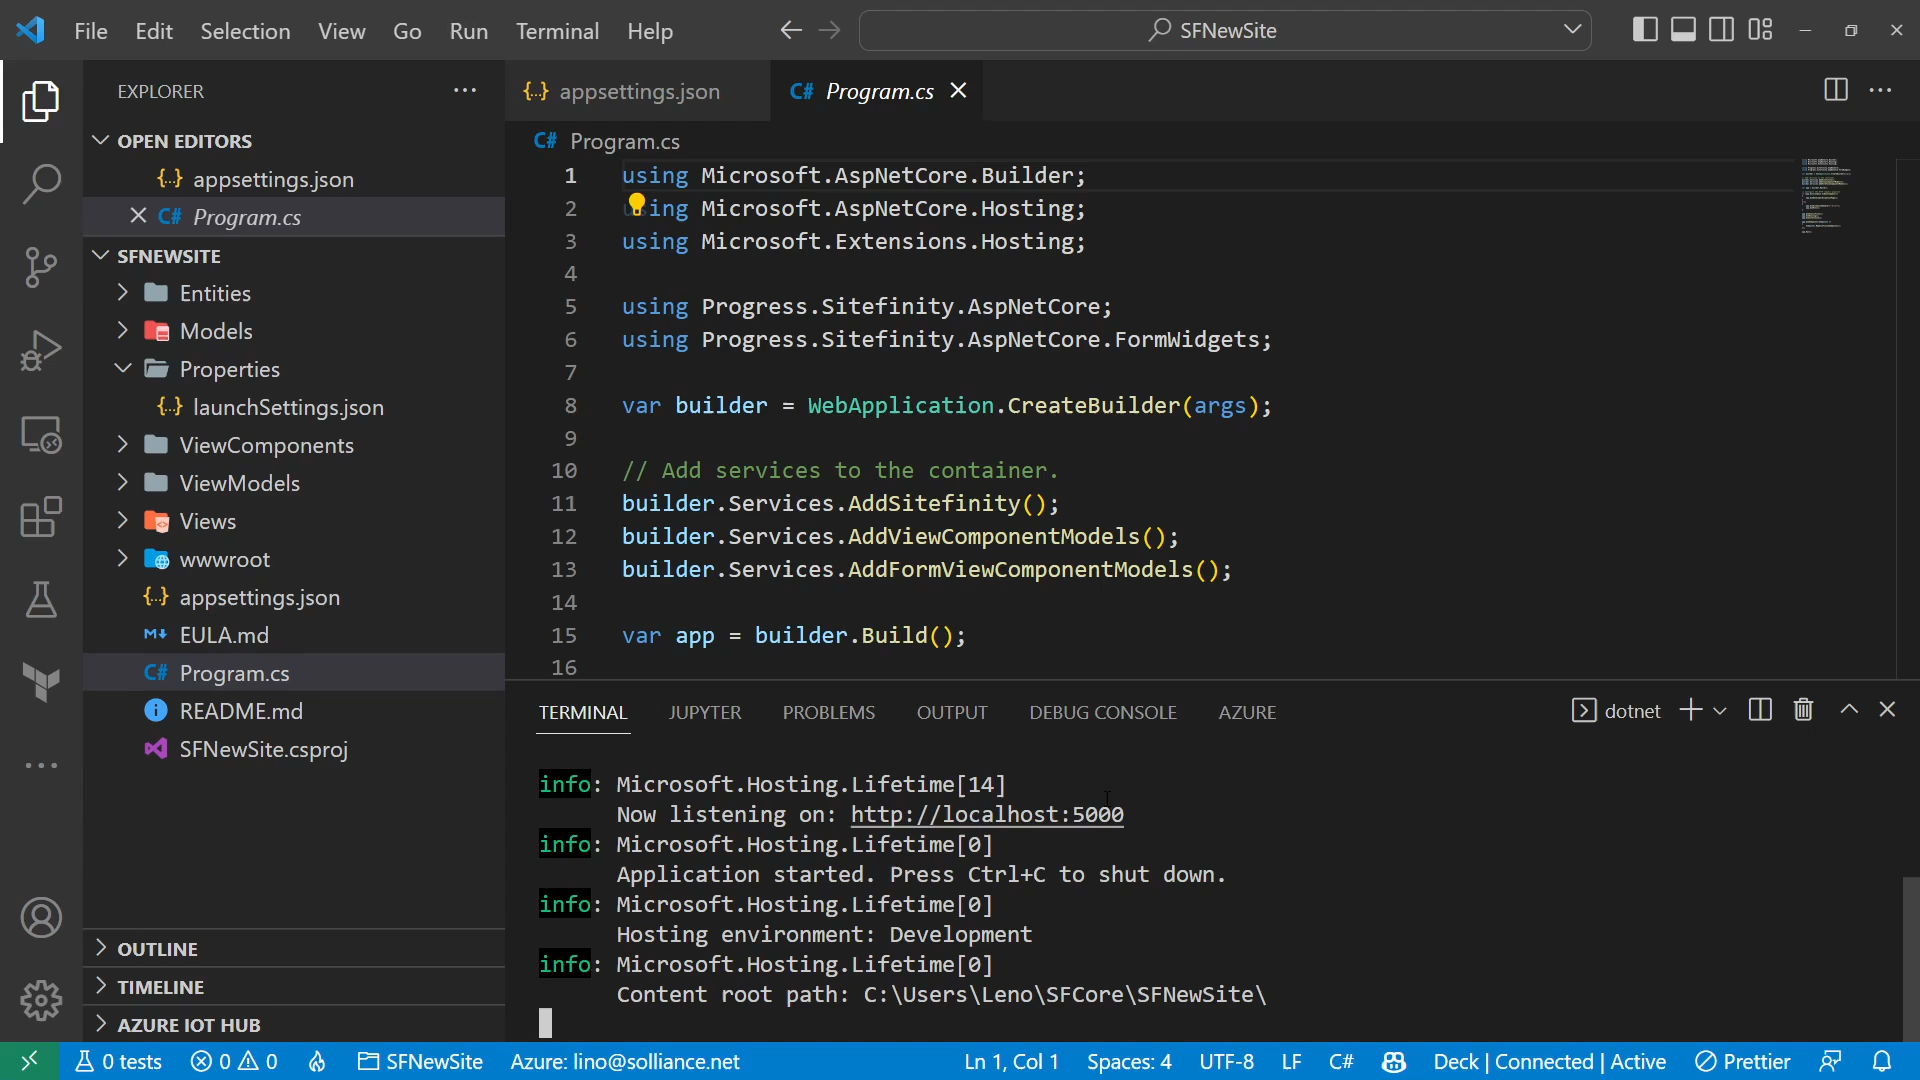 File Edit Selection View Go Run Terminal Help
SFNewSite
EXPLORER
OPEN EDITORS
{..} appsettings.json
C# Program.cs
SFNEWSITE
Entities
Models
Properties
{..} launchSettings.json
ViewComponents
ViewModels
Views
wwwroot
{..} appsettings.json
EULA.md
C# Program.cs
README.md
SFNewSite.csproj
OUTLINE
TIMELINE
AZURE IOT HUB
{..} appsettings.json
C# Program.cs
C# Program.cs
1 using Microsoft.AspNetCore.Builder;
2 using Microsoft.AspNetCore.Hosting;
3 using Microsoft.Extensions.Hosting;
4
5 using Progress.Sitefinity.AspNetCore;
6 using Progress.Sitefinity.AspNetCore.FormWidgets;
7
8 var builder = WebApplication.CreateBuilder(args);
9
10 // Add services to the container.
11 builder.Services.AddSitefinity();
12 builder.Services.AddViewComponentModels();
13 builder.Services.AddFormViewComponentModels();
14
15 var app = builder.Build();
16
TERMINAL JUPYTER PROBLEMS OUTPUT DEBUG CONSOLE AZURE
dotnet
info: Microsoft.Hosting.Lifetime[14]
Now listening on: http://localhost:5000
info: Microsoft.Hosting.Lifetime[0]
Application started. Press Ctrl+C to shut down.
info: Microsoft.Hosting.Lifetime[0]
Hosting environment: Development
info: Microsoft.Hosting.Lifetime[0]
Content root path: C:\Users\Leno\SFCore\SFNewSite\
0 tests 0 0 SFNewSite Azure: lino@solliance.net Ln 1, Col 1 Spaces: 4 UTF-8 LF C# Deck | Connected | Active Prettier